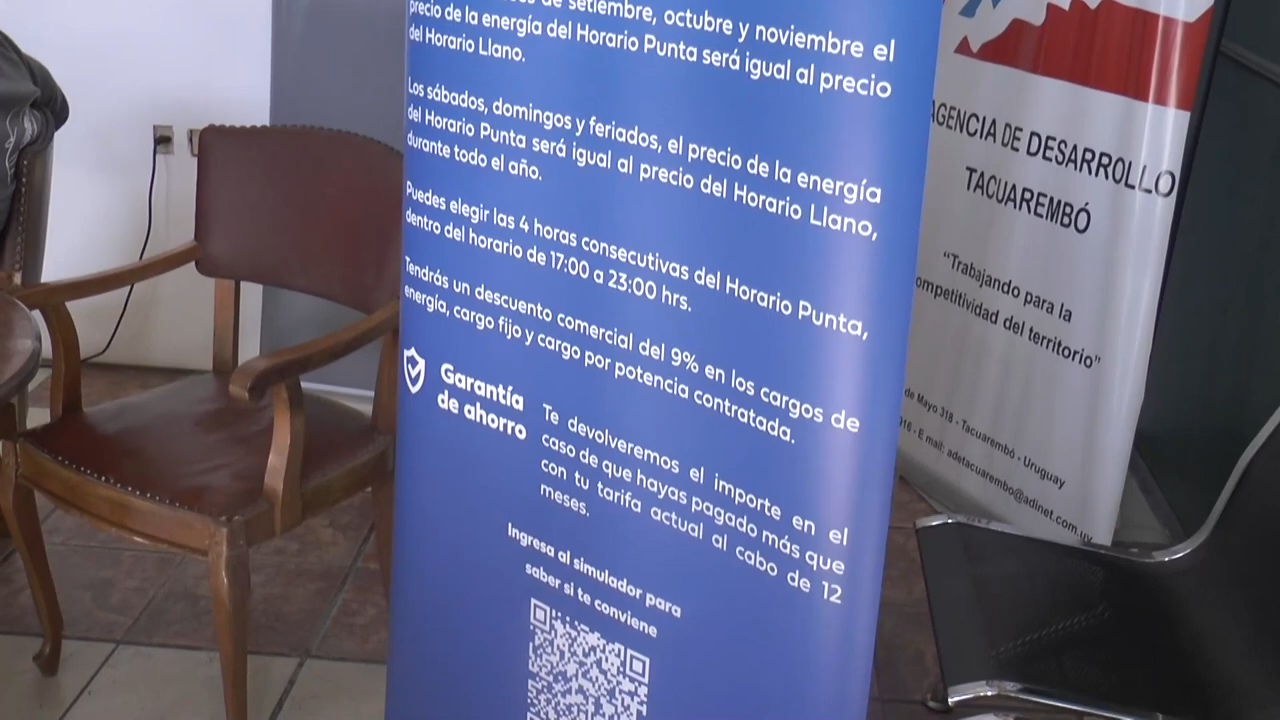 de setiembre, octubre y noviembre el
precio de la energía del Horario Punta será igual al precio
del Horario Llano.
Los sábados, domingos y feriados, el precio de la energía
del Horario Punta será igual al precio del Horario Llano,
durante todo el año.
Puedes elegir las 4 horas consecutivas del Horario Punta,
dentro del horario de 17:00 a 23:00 hrs.
Tendrás un descuento comercial del 9% en los cargos de
energía, cargo fijo y cargo por potencia contratada.
Garantía
de ahorro
Te devolveremos el importe en el
caso de que hayas pagado más que
con tu tarifa actual al cabo de 12
meses.
Ingresa al simulador para
saber si te conviene
AGENCIA DE DESARROLLO
TACUAREMBÓ
“Trabajando para la
ompetitividad del territorio”
de Mayo 318 - Tacuarembó - Uruguay
916 - E mail: adetacuarembo@adinet.com.uy